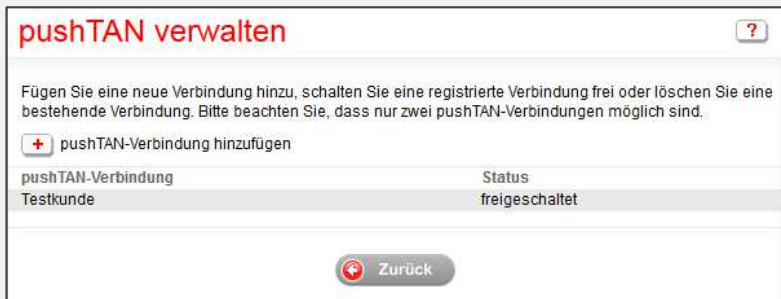 pushTAN verwalten
?
Fügen Sie eine neue Verbindung hinzu, schalten Sie eine registrierte Verbindung frei oder löschen Sie eine
bestehende Verbindung. Bitte beachten Sie, dass nur zwei pushTAN-Verbindungen möglich sind.
+ pushTAN-Verbindung hinzufügen
pushTAN-Verbindung Status
Testkunde freigeschaltet
Zurück